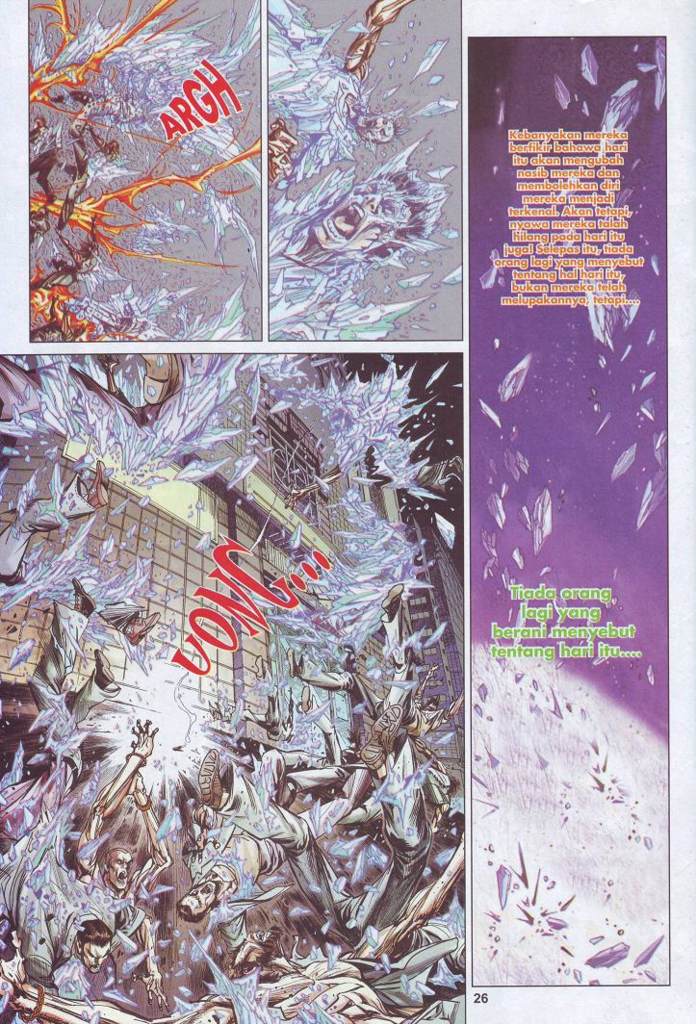 ARGH
Kebanyakan mereka
berfikir bahawa hari
itu akan mengubah
nasib mereka dan
membolehkan diri
mereka menjadi
terkenal. Akan tetapi,
nyawa mereka talah
hilang pada hari itu
juga! Selepas itu, tiada
orang lagi yang menyebut
tentang hal hari itu,
bukan mereka telah
melupakannya, tetapi....
UONG...
Tiada orang
lagi yang
berani menyebut
tentang hari itu....
26